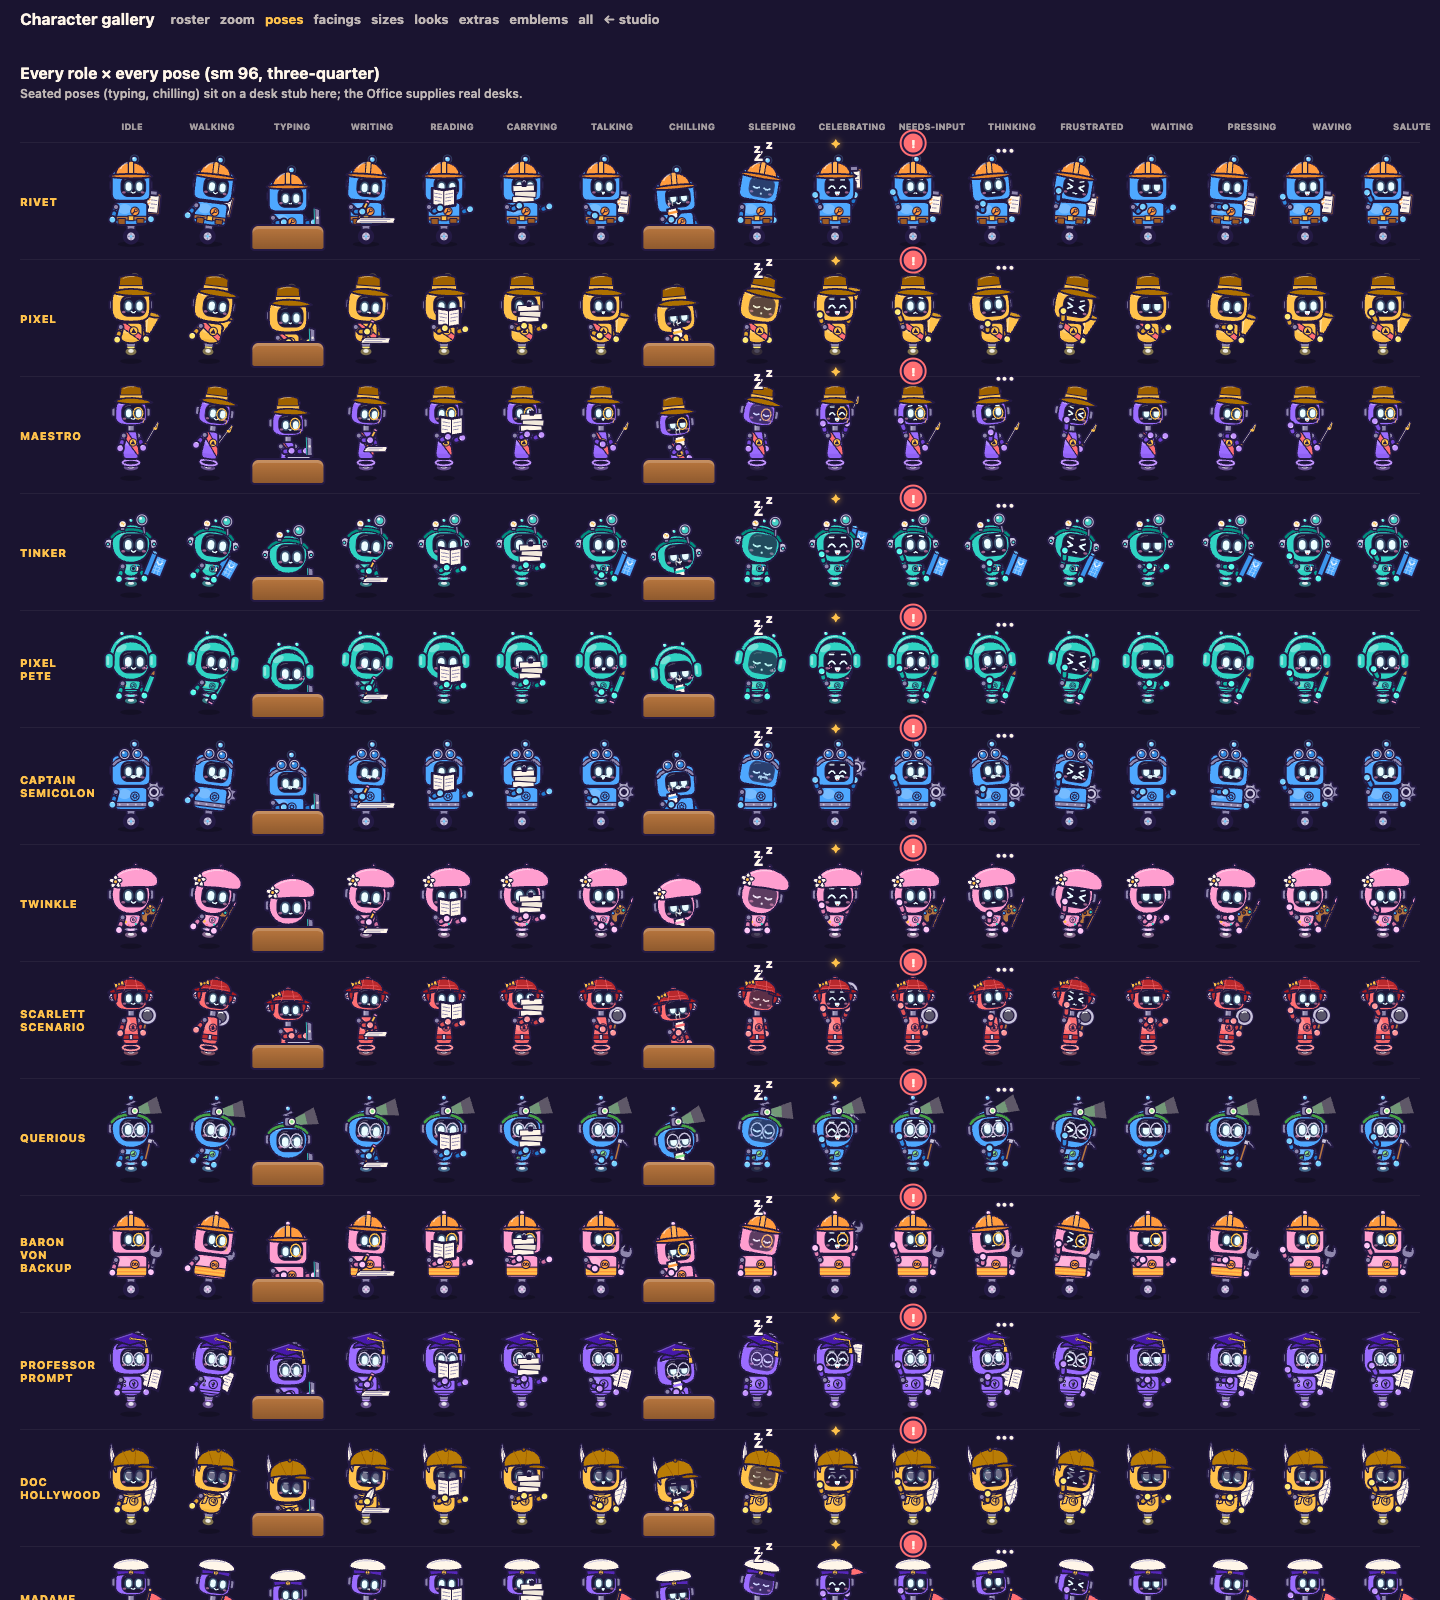 Character gallery roster zoom poses facings sizes looks extras emblems all ← studio
Every role × every pose (sm 96, three-quarter)
Seated poses (typing, chilling) sit on a desk stub here; the Office supplies real desks.
IDLE WALKING TYPING WRITING READING CARRYING TALKING CHILLING SLEEPING CELEBRATING NEEDS-INPUT THINKING FRUSTRATED WAITING PRESSING WAVING SALUTE
z z Z !
RIVET
z z Z !
PIXEL
z z Z !
MAESTRO
z z Z !
TINKER
z z Z !
PIXEL
PETE
z z Z !
CAPTAIN
SEMICOLON
z z Z !
TWINKLE
z z Z !
SCARLETT
SCENARIO
z z Z !
QUERIOUS
z z Z !
BARON
VON
BACKUP
z z Z !
PROFESSOR
PROMPT
z z Z !
DOC
HOLLYWOOD
z z Z !
MADAME